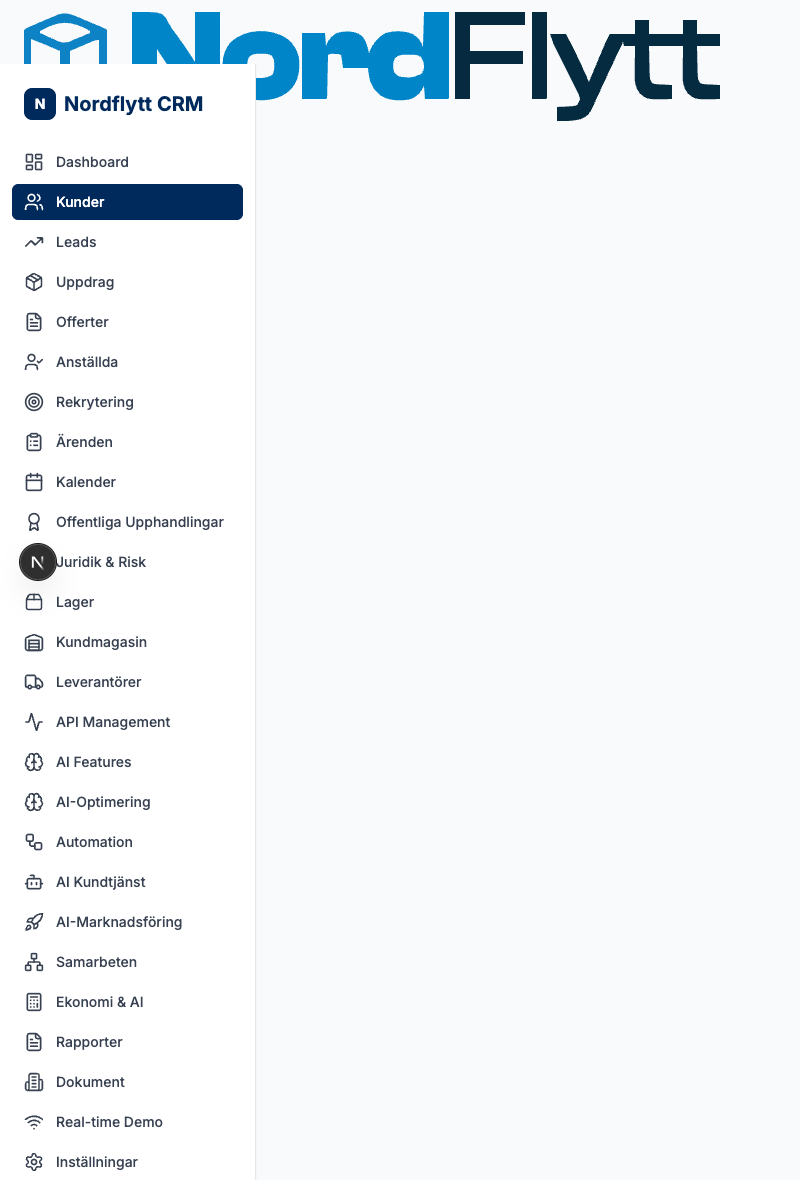 NordFlytt
N Nordflytt CRM
Dashboard
Kunder
Leads
Uppdrag
Offerter
Anställda
Rekrytering
Ärenden
Kalender
Offentliga Upphandlingar
N Juridik & Risk
Lager
Kundmagasin
Leverantörer
API Management
AI Features
AI-Optimering
Automation
AI Kundtjänst
AI-Marknadsföring
Samarbeten
Ekonomi & AI
Rapporter
Dokument
Real-time Demo
Inställningar